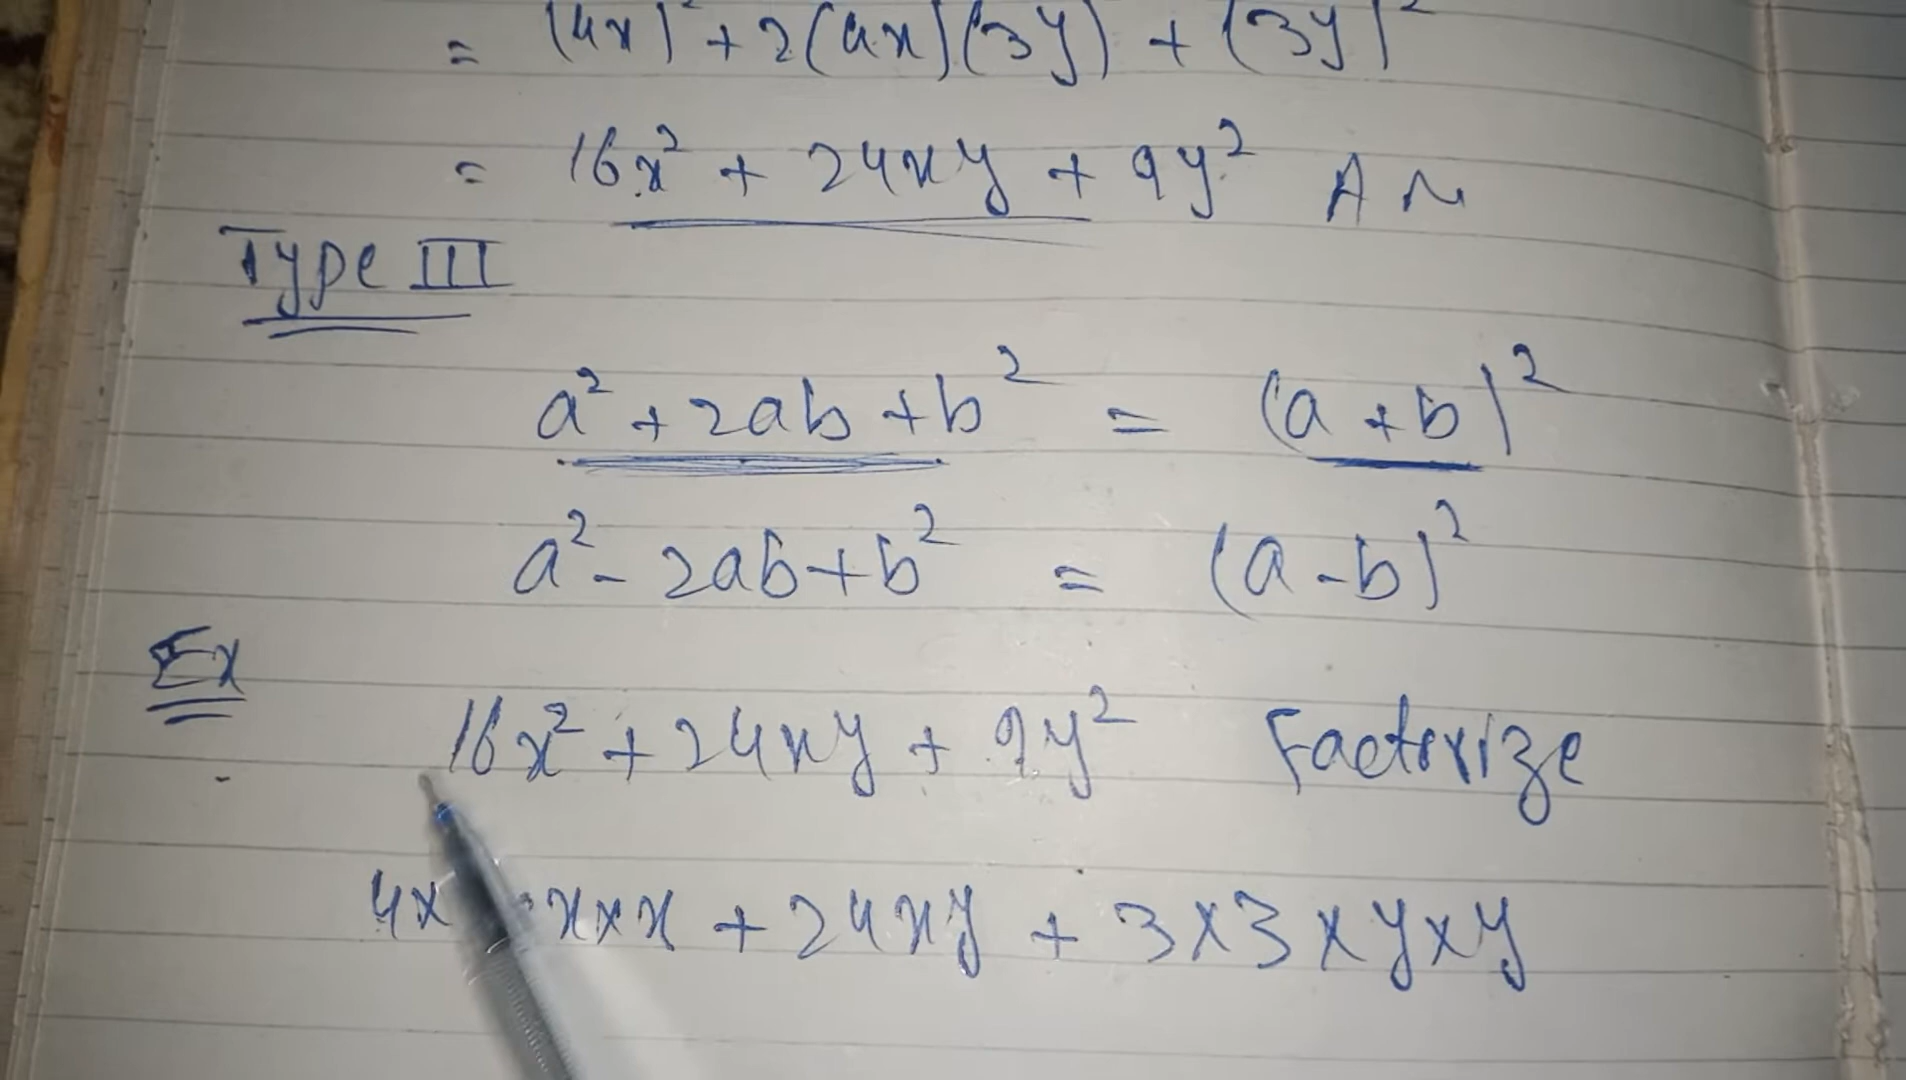 = (4x)² + 2(4x)(3y) + (3y)²
= 16x² + 24xy + 9y² An
Type III
a² + 2ab + b² = (a + b)²
a² - 2ab + b² = (a - b)²
Ex
16x² + 24xy + 9y² Factorize
4x x x x + 24xy + 3 x 3 x y x y